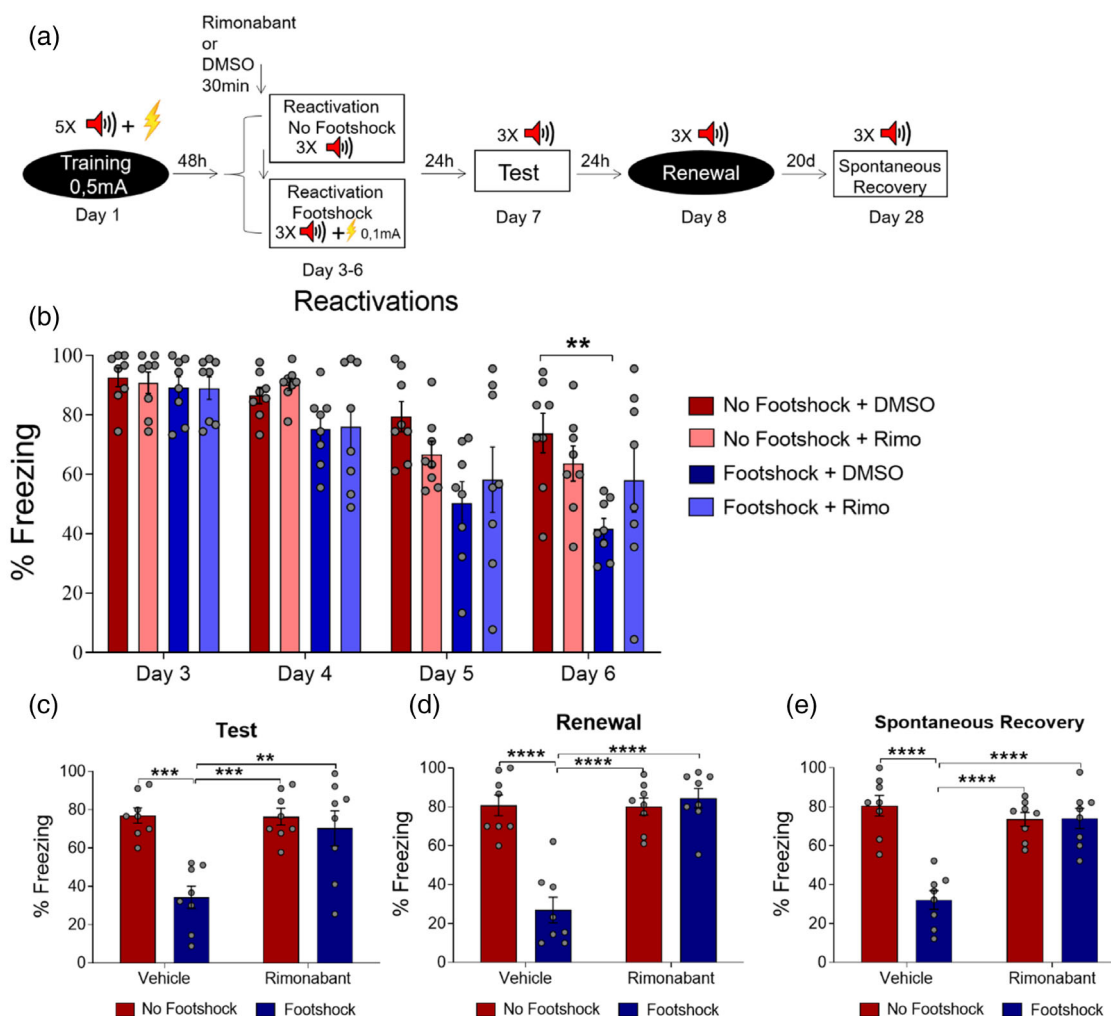 (a)
Rimonabant
or
DMSO
30min
5X +
Training
0,5mA
Day 1
48h
Reactivation
No Footshock
3X
Reactivation
Footshock
3X + 0,1mA
Day 3-6
24h
3X
Test
Day 7
24h
3X
Renewal
Day 8
20d
3X
Spontaneous
Recovery
Day 28
Reactivations
(b)
% Freezing
100
80
60
40
20
0
**
Day 3
Day 4
Day 5
Day 6
No Footshock + DMSO
No Footshock + Rimo
Footshock + DMSO
Footshock + Rimo
(c)
Test
% Freezing
100
80
60
40
20
0
***
***
**
Vehicle
Rimonabant
No Footshock
Footshock
(d)
Renewal
% Freezing
100
80
60
40
20
0
****
****
****
Vehicle
Rimonabant
No Footshock
Footshock
(e)
Spontaneous Recovery
% Freezing
100
80
60
40
20
0
****
****
****
Vehicle
Rimonabant
No Footshock
Footshock